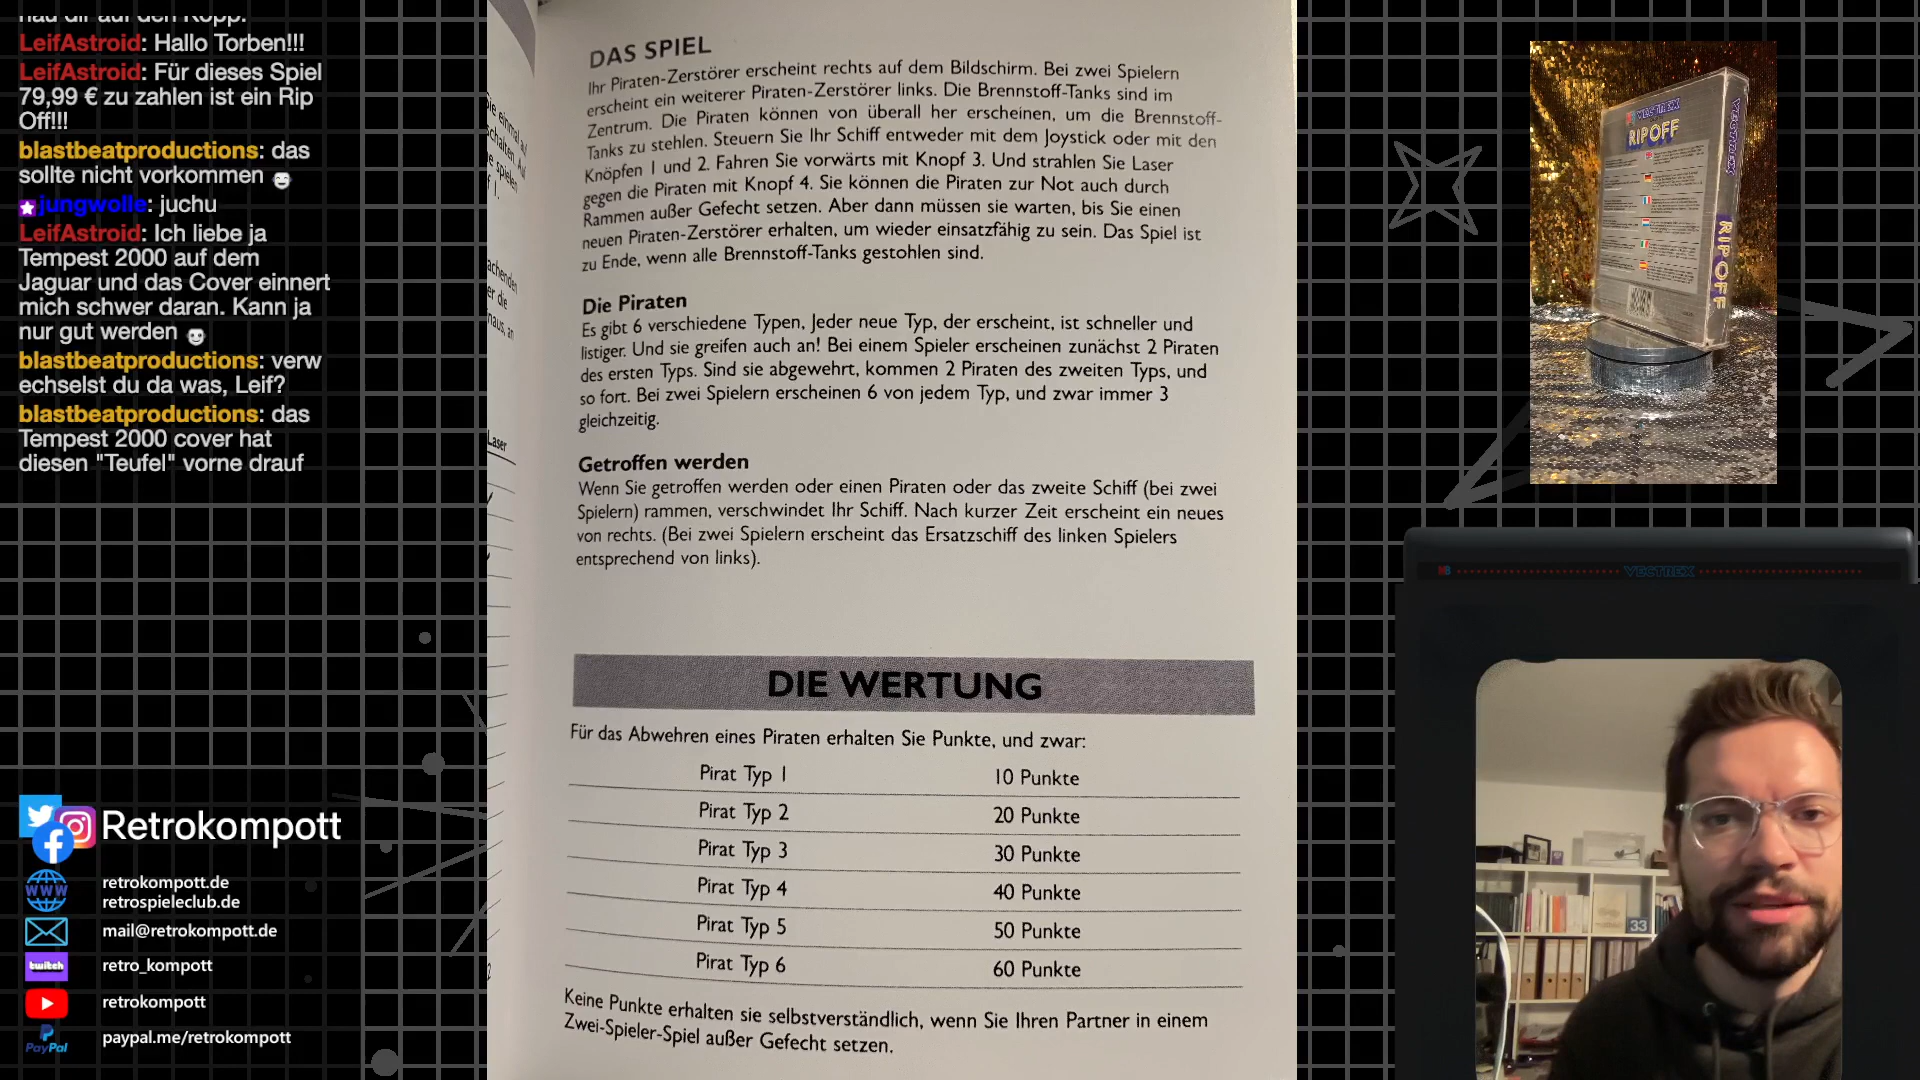 hau dir auf den Kopp.
LeifAstroid: Hallo Torben!!!
LeifAstroid: Für dieses Spiel
79,99 € zu zahlen ist ein Rip
Off!!!
blastbeatproductions: das
sollte nicht vorkommen
jungwolle: juchu
LeifAstroid: Ich liebe ja
Tempest 2000 auf dem
Jaguar und das Cover einnert
mich schwer daran. Kann ja
nur gut werden
blastbeatproductions: verw
echselst du da was, Leif?
blastbeatproductions: das
Tempest 2000 cover hat
diesen "Teufel" vorne drauf
Retrokompott
www
retrokompott.de
retrospieleclub.de
mail@retrokompott.de
twitch
retro_kompott
retrokompott
PayPal
paypal.me/retrokompott
Laser
DAS SPIEL
Ihr Piraten-Zerstörer erscheint rechts auf dem Bildschirm. Bei zwei Spielern
erscheint ein weiterer Piraten-Zerstörer links. Die Brennstoff-Tanks sind im
Zentrum. Die Piraten können von überall her erscheinen, um die Brennstoff-
Tanks zu stehlen. Steuern Sie Ihr Schiff entweder mit dem Joystick oder mit den
Knöpfen 1 und 2. Fahren Sie vorwärts mit Knopf 3. Und strahlen Sie Laser
gegen die Piraten mit Knopf 4. Sie können die Piraten zur Not auch durch
Rammen außer Gefecht setzen. Aber dann müssen sie warten, bis Sie einen
neuen Piraten-Zerstörer erhalten, um wieder einsatzfähig zu sein. Das Spiel ist
zu Ende, wenn alle Brennstoff-Tanks gestohlen sind.
Die Piraten
Es gibt 6 verschiedene Typen, Jeder neue Typ, der erscheint, ist schneller und
listiger. Und sie greifen auch an! Bei einem Spieler erscheinen zunächst 2 Piraten
des ersten Typs. Sind sie abgewehrt, kommen 2 Piraten des zweiten Typs, und
so fort. Bei zwei Spielern erscheinen 6 von jedem Typ, und zwar immer 3
gleichzeitig.
Getroffen werden
Wenn Sie getroffen werden oder einen Piraten oder das zweite Schiff (bei zwei
Spielern) rammen, verschwindet Ihr Schiff. Nach kurzer Zeit erscheint ein neues
von rechts. (Bei zwei Spielern erscheint das Ersatzschiff des linken Spielers
entsprechend von links).
DIE WERTUNG
Für das Abwehren eines Piraten erhalten Sie Punkte, und zwar:
Pirat Typ 1 10 Punkte
Pirat Typ 2 20 Punkte
Pirat Typ 3 30 Punkte
Pirat Typ 4 40 Punkte
Pirat Typ 5 50 Punkte
Pirat Typ 6 60 Punkte
Keine Punkte erhalten sie selbstverständlich, wenn Sie Ihren Partner in einem
Zwei-Spieler-Spiel außer Gefecht setzen.
VECTREX
RIPOFF
VECTREX
RIPOFF
VECTREX
33